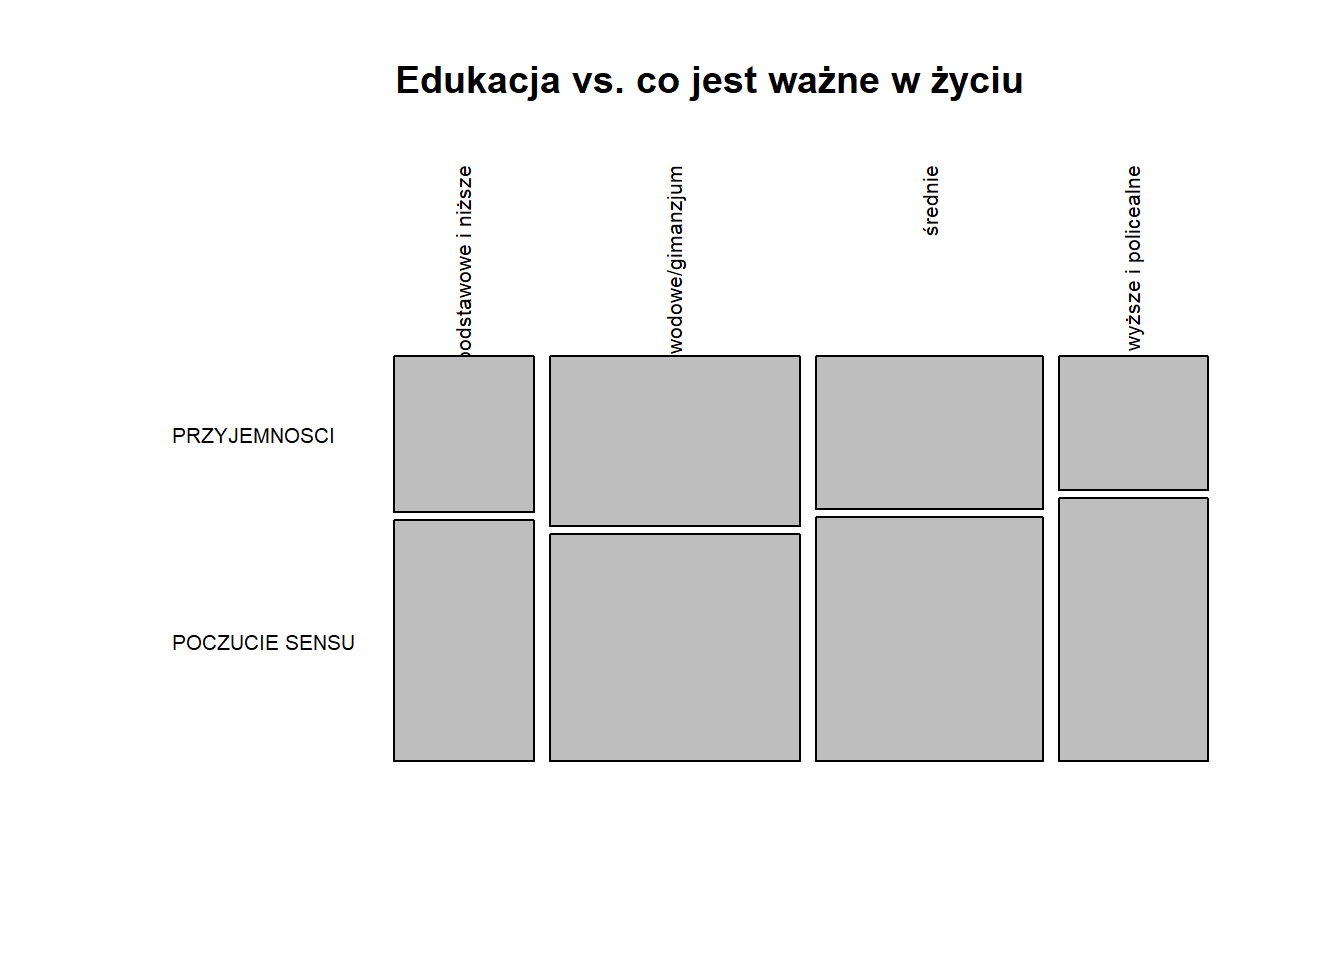 Edukacja vs. co jest ważne w życiu
podstawowe i niższe
wodowe/gimanzjum
średnie
wyższe i policealne
PRZYJEMNOSCI
POCZUCIE SENSU